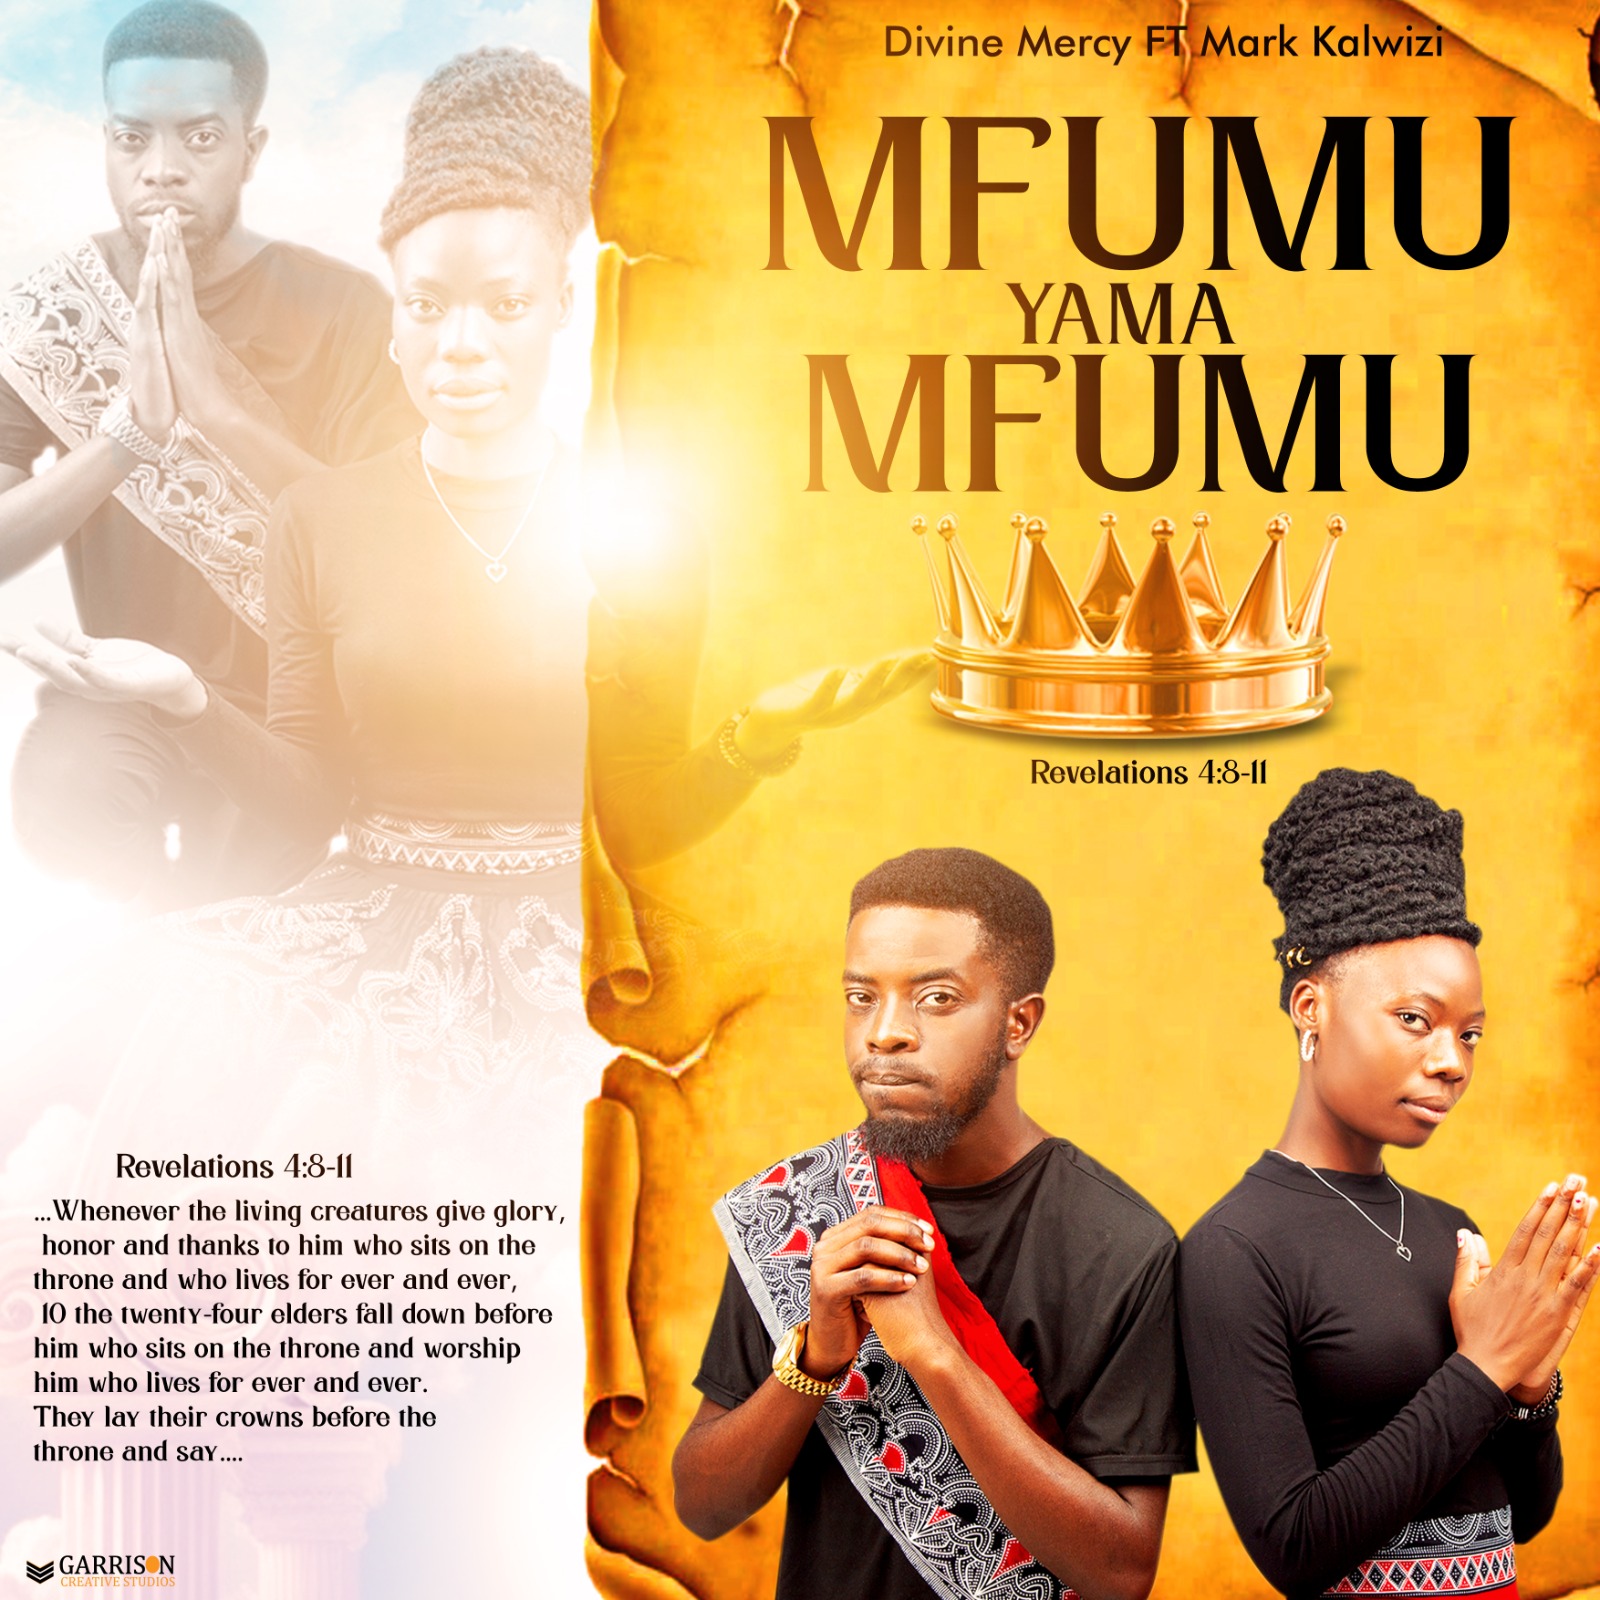 Divine Mercy FT Mark Kalwizi
MFUMU
YAMA
MFUMU
Revelations 4:8-11
Revelations 4:8-11
...Whenever the living creatures give glory,
honor and thanks to him who sits on the
throne and who lives for ever and ever,
10 the twenty-four elders fall down before
him who sits on the throne and worship
him who lives for ever and ever.
They lay their crowns before the
throne and say....
GARRISON
CREATIVE STUDIOS